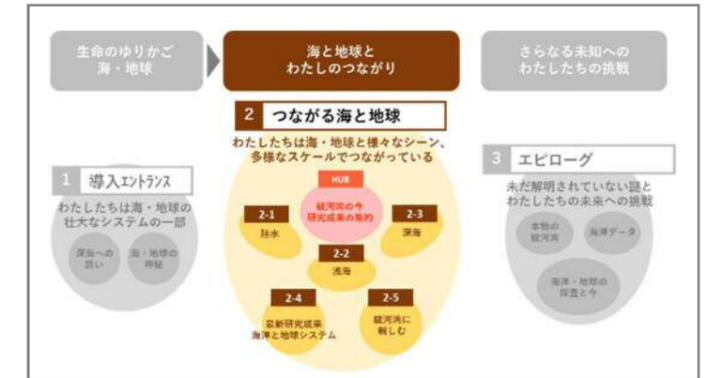 生命のゆりかご
海・地球
海と地球と
わたしのつながり
さらなる未知への
わたしたちの挑戦
1 導入エントランス
わたしたちは海・地球の
壮大なシステムの一部
深海への
誘い
海・地球の
神秘
2 つながる海と地球
わたしたちは海・地球と様々なシーン、
多様なスケールでつながっている
HUB
駿河湾の今
研究成果の集約
2-1
陸水
2-2
浅海
2-3
深海
2-4
最新研究成果
海洋と地球システム
2-5
駿河湾に
親しむ
3 エピローグ
未だ解明されていない謎と
わたしたちの未来への挑戦
本物の
駿河湾
海洋データ
海洋・地球の
探査と今